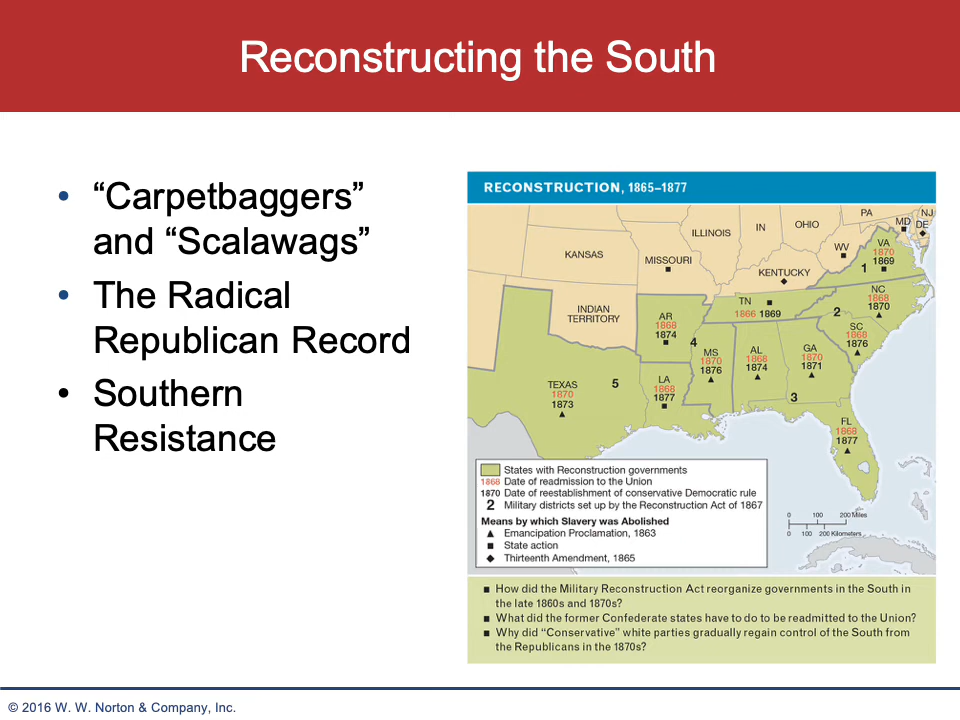 Reconstructing the South
• “Carpetbaggers”
and “Scalawags”
• The Radical
Republican Record
• Southern
Resistance
RECONSTRUCTION, 1865–1877
PA
NJ
MD
DE
OHIO
IN
ILLINOIS
WV
VA
1870
1869
1
KANSAS
MISSOURI
KENTUCKY
NC
1868
1870
2
TN
1866 1869
INDIAN
TERRITORY
AR
1868
1874
4
SC
1868
1876
MS
1870
1876
AL
1868
1874
GA
1870
1871
3
TEXAS
1870
1873
5
LA
1868
1877
FL
1868
1877
States with Reconstruction governments
1868 Date of readmission to the Union
1870 Date of reestablishment of conservative Democratic rule
2 Military districts set up by the Reconstruction Act of 1867
Means by which Slavery was Abolished
▲ Emancipation Proclamation, 1863
■ State action
◆ Thirteenth Amendment, 1865
0 100 200 Miles
0 100 200 Kilometers
■ How did the Military Reconstruction Act reorganize governments in the South in
the late 1860s and 1870s?
■ What did the former Confederate states have to do to be readmitted to the Union?
■ Why did “Conservative” white parties gradually regain control of the South from
the Republicans in the 1870s?
© 2016 W. W. Norton & Company, Inc.